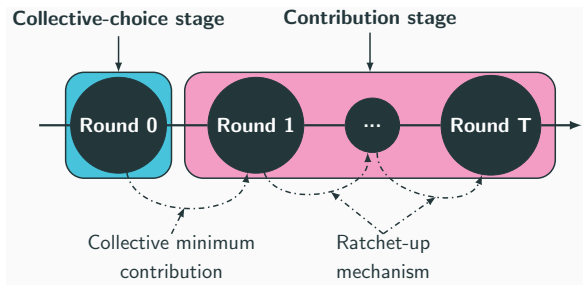 Collective-choice stage
Contribution stage
Round 0
Round 1
...
Round T
Collective minimum
contribution
Ratchet-up
mechanism